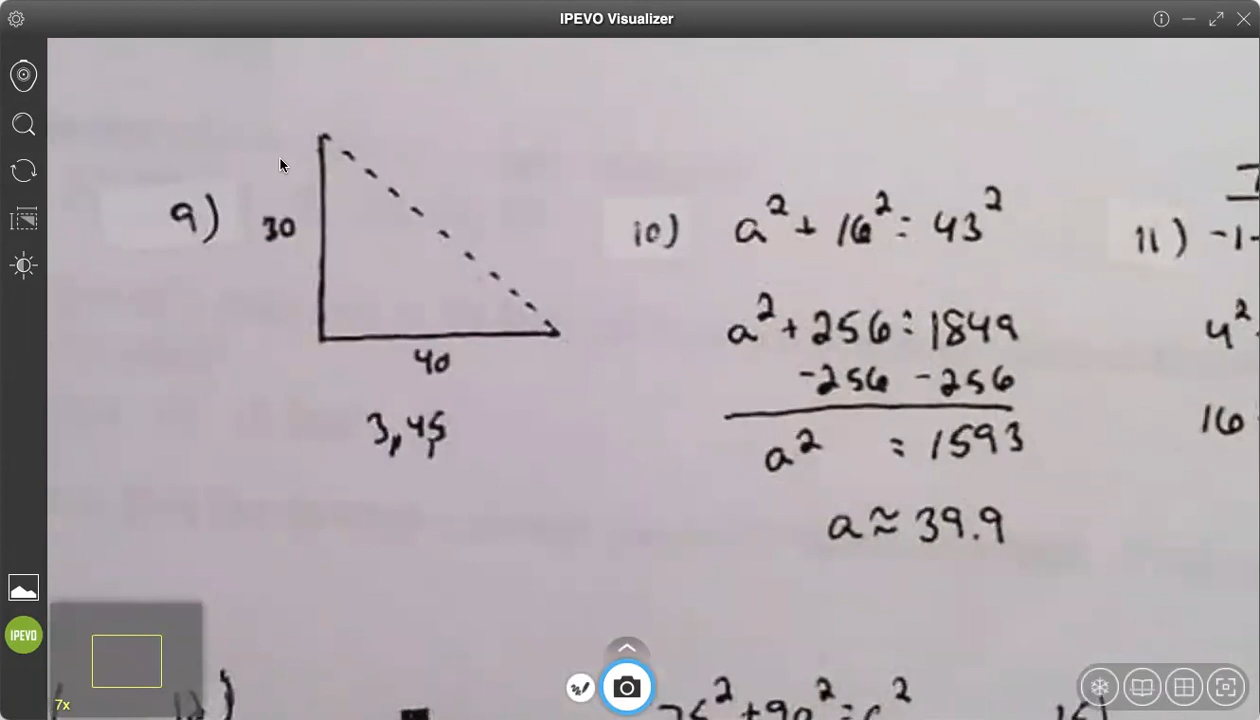 IPEVO Visualizer
9)
30
40
3,4,5
10) a² + 16² = 43²
a² + 256 = 1849
-256 -256
a² = 1593
a ≈ 39.9
11) -1-
4²
16
IPEVO
7x